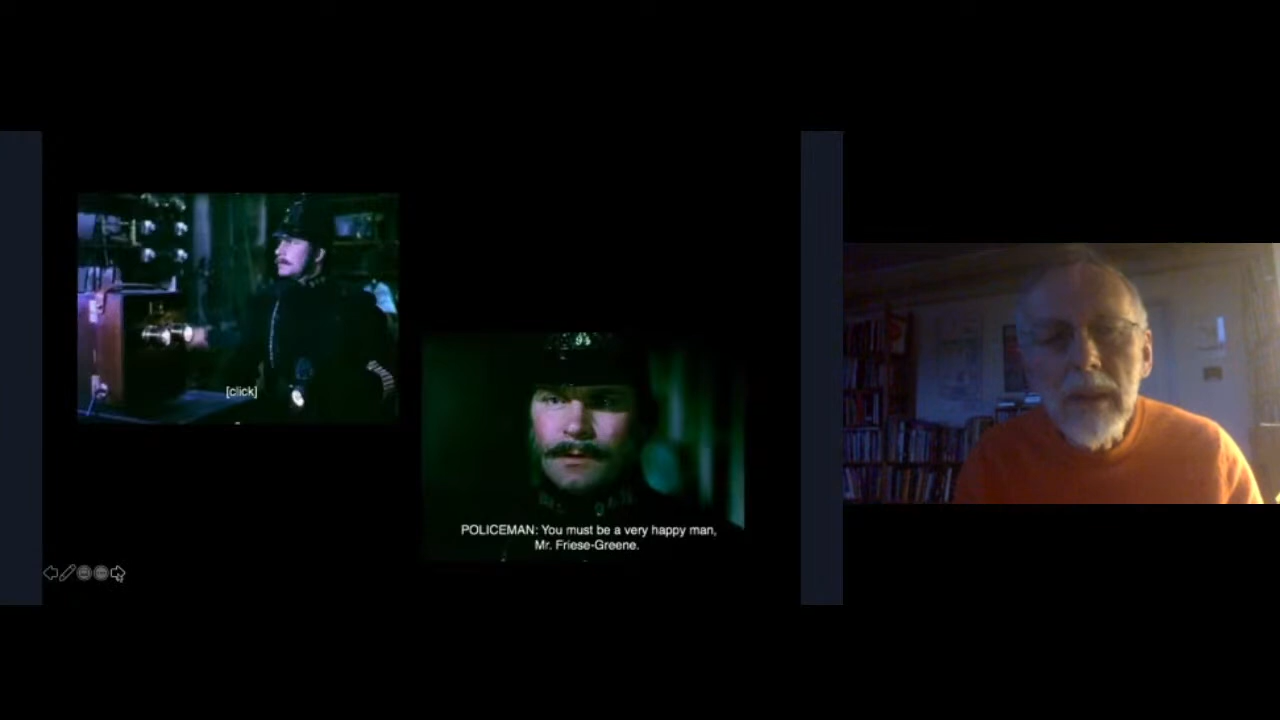 [click]
POLICEMAN: You must be a very happy man,
Mr. Friese-Greene.